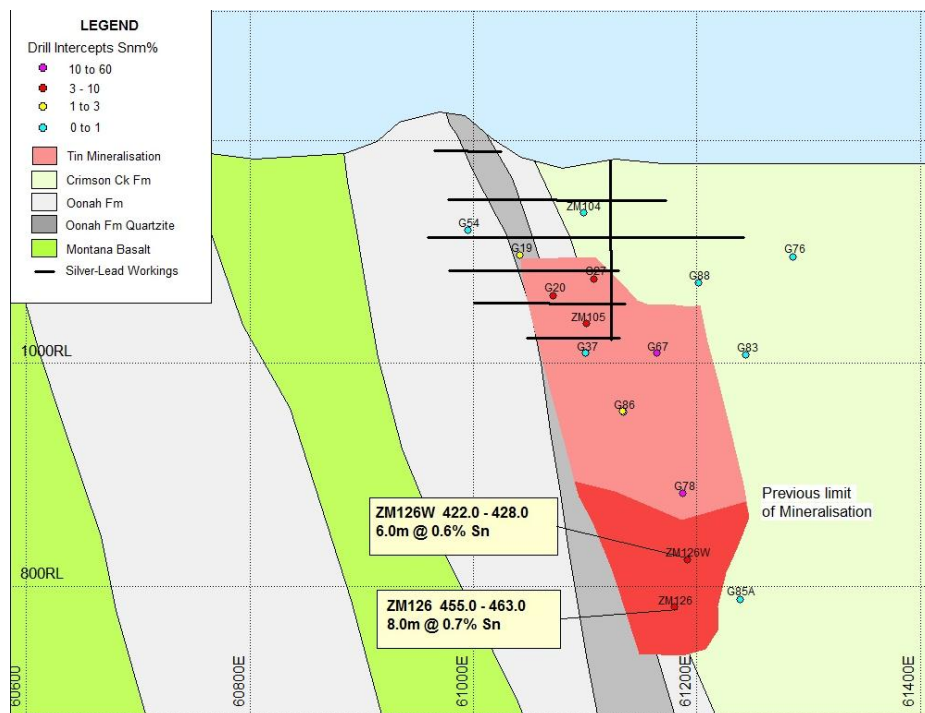 LEGEND
Drill Intercepts Snm%
10 to 60
3 - 10
1 to 3
0 to 1
Tin Mineralisation
Crimson Ck Fm
Oonah Fm
Oonah Fm Quartzite
Montana Basalt
Silver-Lead Workings
ZM104
G54
G19
G76
G27
G88
G20
ZM105
G37
G67
G83
1000RL
G86
G78
Previous limit
of Mineralisation
ZM126W 422.0 - 428.0
6.0m @ 0.6% Sn
ZM126W
800RL
ZM126 455.0 - 463.0
8.0m @ 0.7% Sn
ZM126
G85A
60600
60800E
61000E
61200E
61400E